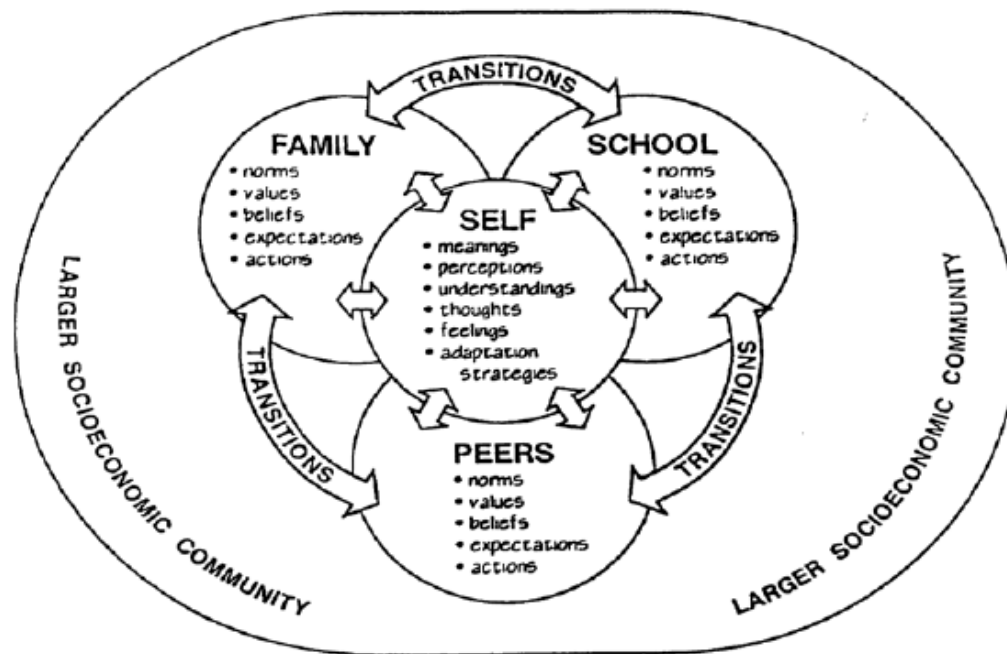 TRANSITIONS
FAMILY
• norms
• values
• beliefs
• expectations
• actions
SCHOOL
• norms
• values
• beliefs
• expectations
• actions
SELF
• meanings
• perceptions
• understandings
• thoughts
• feelings
• adaptation
strategies
TRANSITIONS
TRANSITIONS
PEERS
• norms
• values
• beliefs
• expectations
• actions
LARGER SOCIOECONOMIC COMMUNITY
LARGER SOCIOECONOMIC COMMUNITY